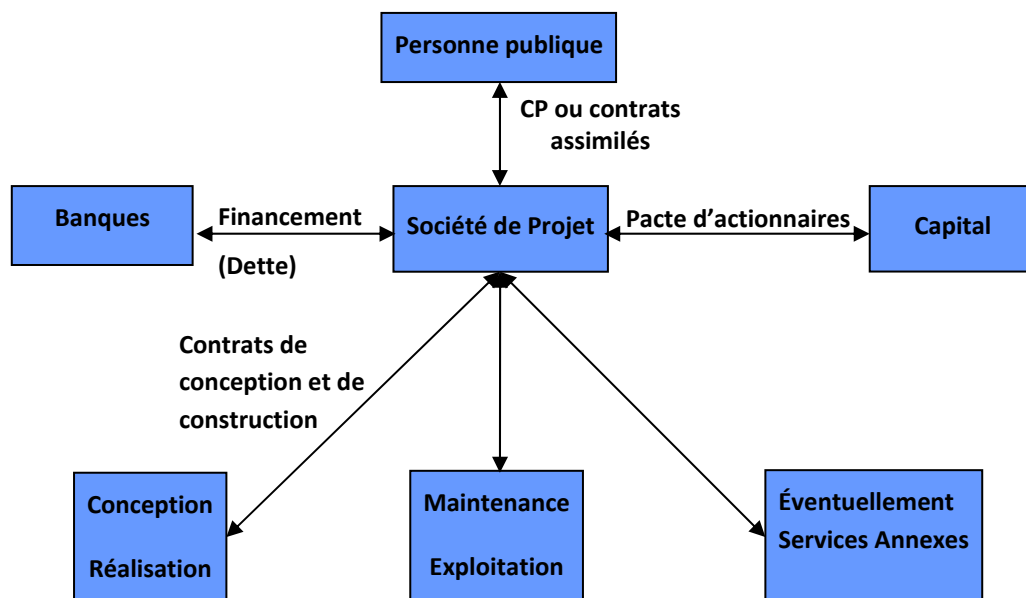 Personne publique
CP ou contrats
assimilés
Banques
Financement
(Dette)
Société de Projet
Pacte d’actionnaires
Capital
Contrats de
conception et de
construction
Conception
Réalisation
Maintenance
Exploitation
Éventuellement
Services Annexes